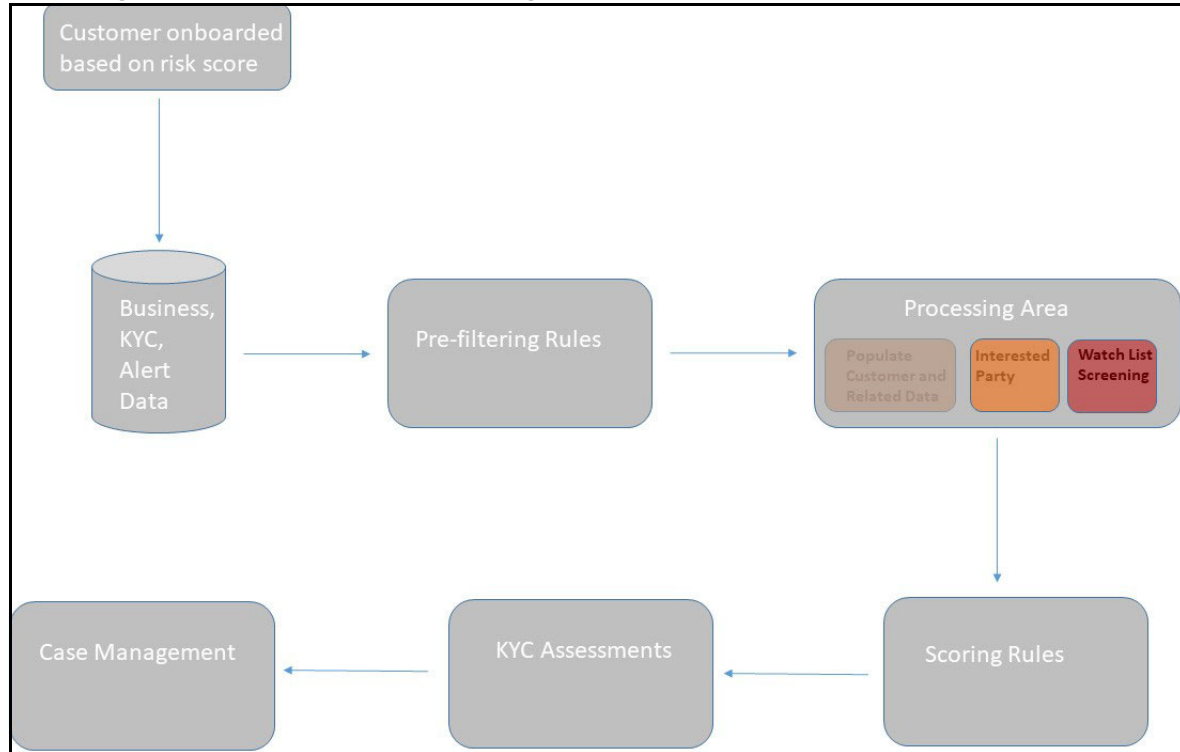 Customer onboarded
based on risk score
Business,
KYC,
Alert
Data
Pre-filtering Rules
Processing Area
Populate
Customer and
Related Data
Interested
Party
Watch List
Screening
Case Management
KYC Assessments
Scoring Rules